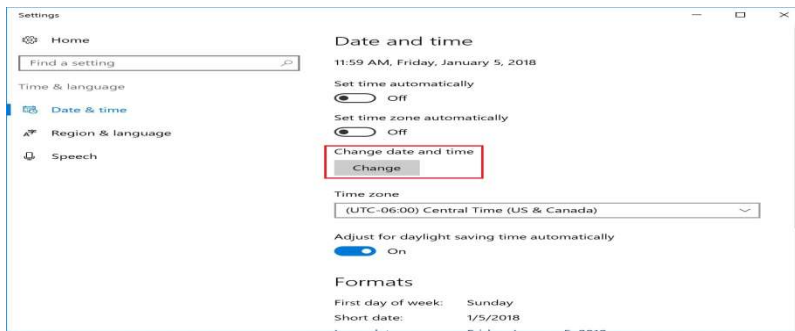 Settings
Home
Find a setting
Time & language
Date & time
Region & language
Speech
Date and time
11:59 AM, Friday, January 5, 2018
Set time automatically
Off
Set time zone automatically
Off
Change date and time
Change
Time zone
(UTC-06:00) Central Time (US & Canada)
Adjust for daylight saving time automatically
On
Formats
First day of week: Sunday
Short date: 1/5/2018